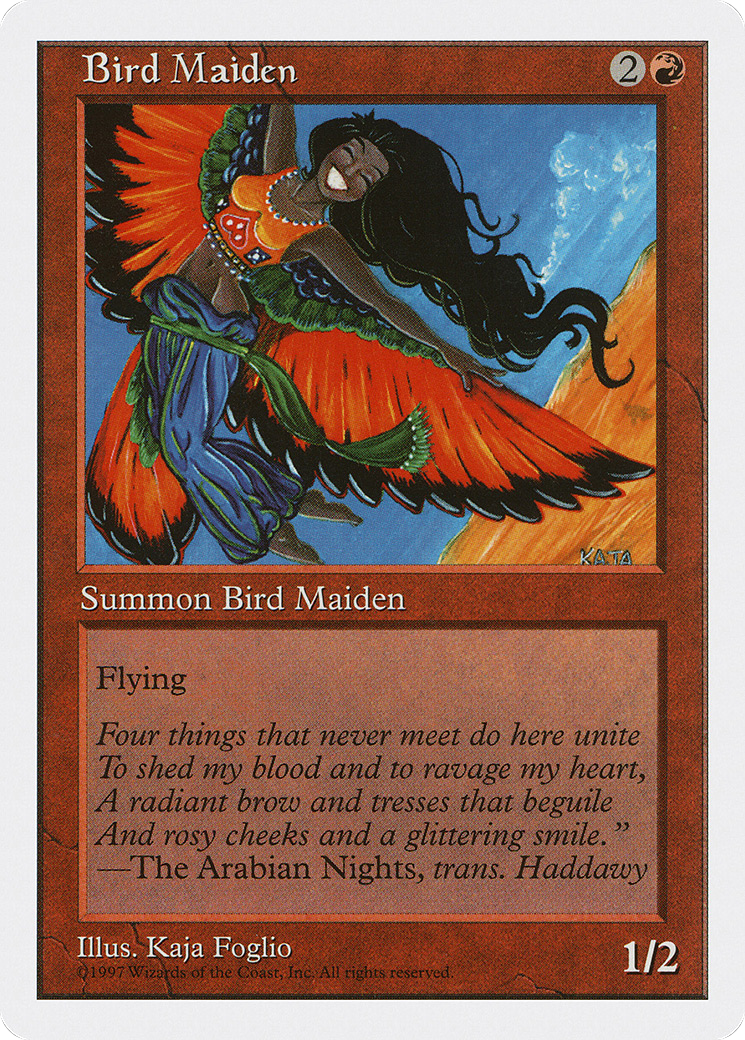 Bird Maiden 2
KATA
Summon Bird Maiden
Flying
Four things that never meet do here unite
To shed my blood and to ravage my heart,
A radiant brow and tresses that beguile
And rosy cheeks and a glittering smile.”
—The Arabian Nights, trans. Haddawy
Illus. Kaja Foglio
©1997 Wizards of the Coast, Inc. All rights reserved.
1/2